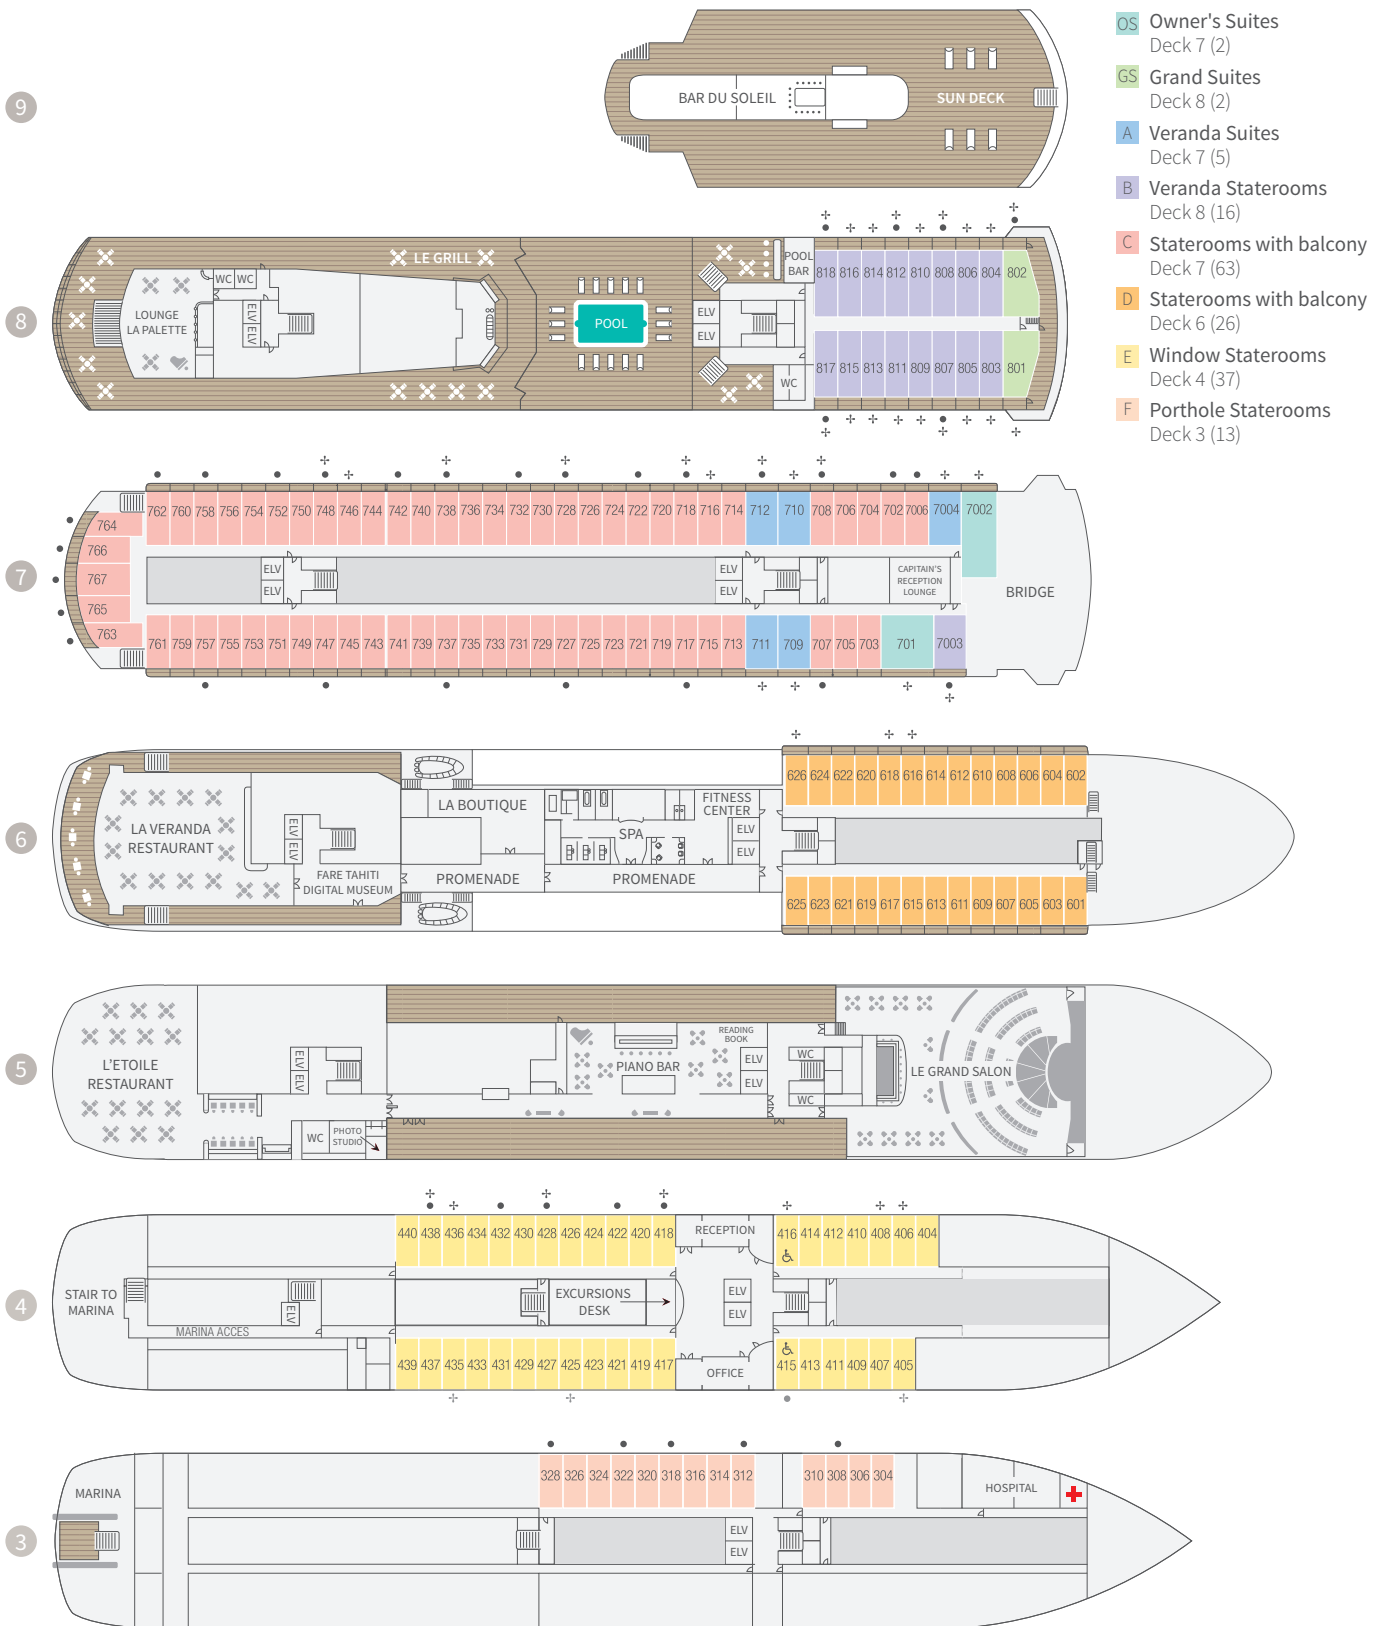 OS Owner's Suites
Deck 7 (2)
GS Grand Suites
Deck 8 (2)
A Veranda Suites
Deck 7 (5)
B Veranda Staterooms
Deck 8 (16)
C Staterooms with balcony
Deck 7 (63)
D Staterooms with balcony
Deck 6 (26)
E Window Staterooms
Deck 4 (37)
F Porthole Staterooms
Deck 3 (13)
9
BAR DU SOLEIL
SUN DECK
8
LE GRILL
WC WC
LOUNGE
LA PALETTE
ELV
ELV
POOL
POOL
BAR
ELV
ELV
WC
818 816 814 812 810 808 806 804 802
817 815 813 811 809 807 805 803 801
7
762 760 758 756 754 752 750 748 746 744 742 740 738 736 734 732 730 728 726 724 722 720 718 716 714 712 710 708 706 704 702 7006 7004 7002
764
766
767
765
763
ELV
ELV
ELV
ELV
CAPITAIN'S
RECEPTION
LOUNGE
BRIDGE
761 759 757 755 753 751 749 747 745 743 741 739 737 735 733 731 729 727 725 723 721 719 717 715 713 711 709 707 705 703 701 7003
6
626 624 622 620 618 616 614 612 610 608 606 604 602
LA VERANDA
RESTAURANT
ELV
ELV
FARE TAHITI
DIGITAL MUSEUM
LA BOUTIQUE
PROMENADE
SPA
FITNESS
CENTER
ELV
ELV
PROMENADE
625 623 621 619 617 615 613 611 609 607 605 603 601
5
L'ETOILE
RESTAURANT
ELV
ELV
WC
PHOTO
STUDIO
PIANO BAR
READING
BOOK
ELV
ELV
WC
WC
LE GRAND SALON
4
440 438 436 434 432 430 428 426 424 422 420 418
RECEPTION
416 414 412 410 408 406 404
STAIR TO
MARINA
ELV
MARINA ACCES
EXCURSIONS
DESK
ELV
ELV
439 437 435 433 431 429 427 425 423 421 419 417
OFFICE
415 413 411 409 407 405
3
MARINA
328 326 324 322 320 318 316 314 312
310 308 306 304
HOSPITAL
ELV
ELV